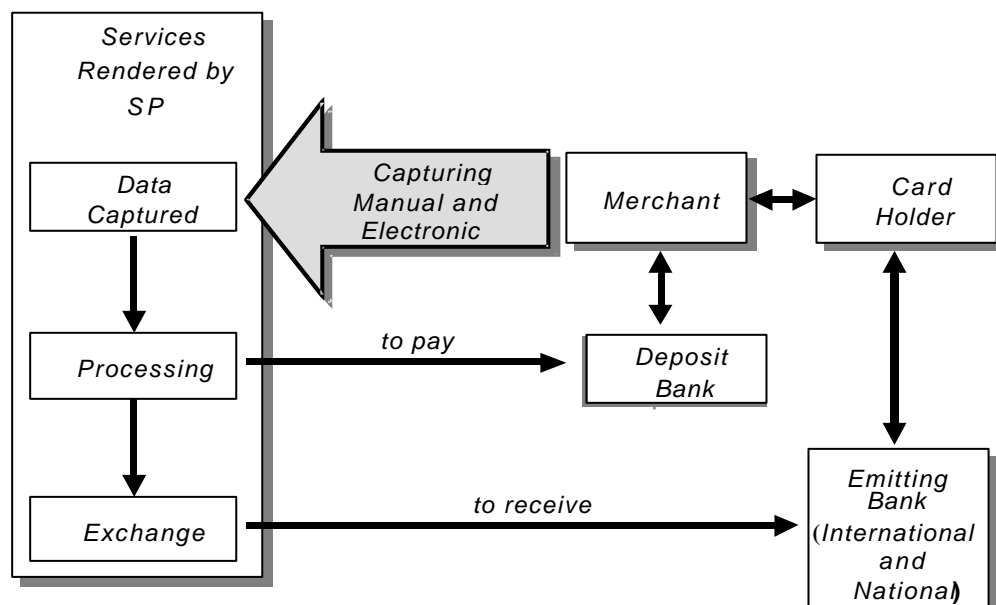 Services
Rendered by
SP
Data
Captured
Capturing
Manual and
Electronic
Merchant
Card
Holder
Processing
to pay
Deposit
Bank
Exchange
to receive
Emitting
Bank
(International
and
National)